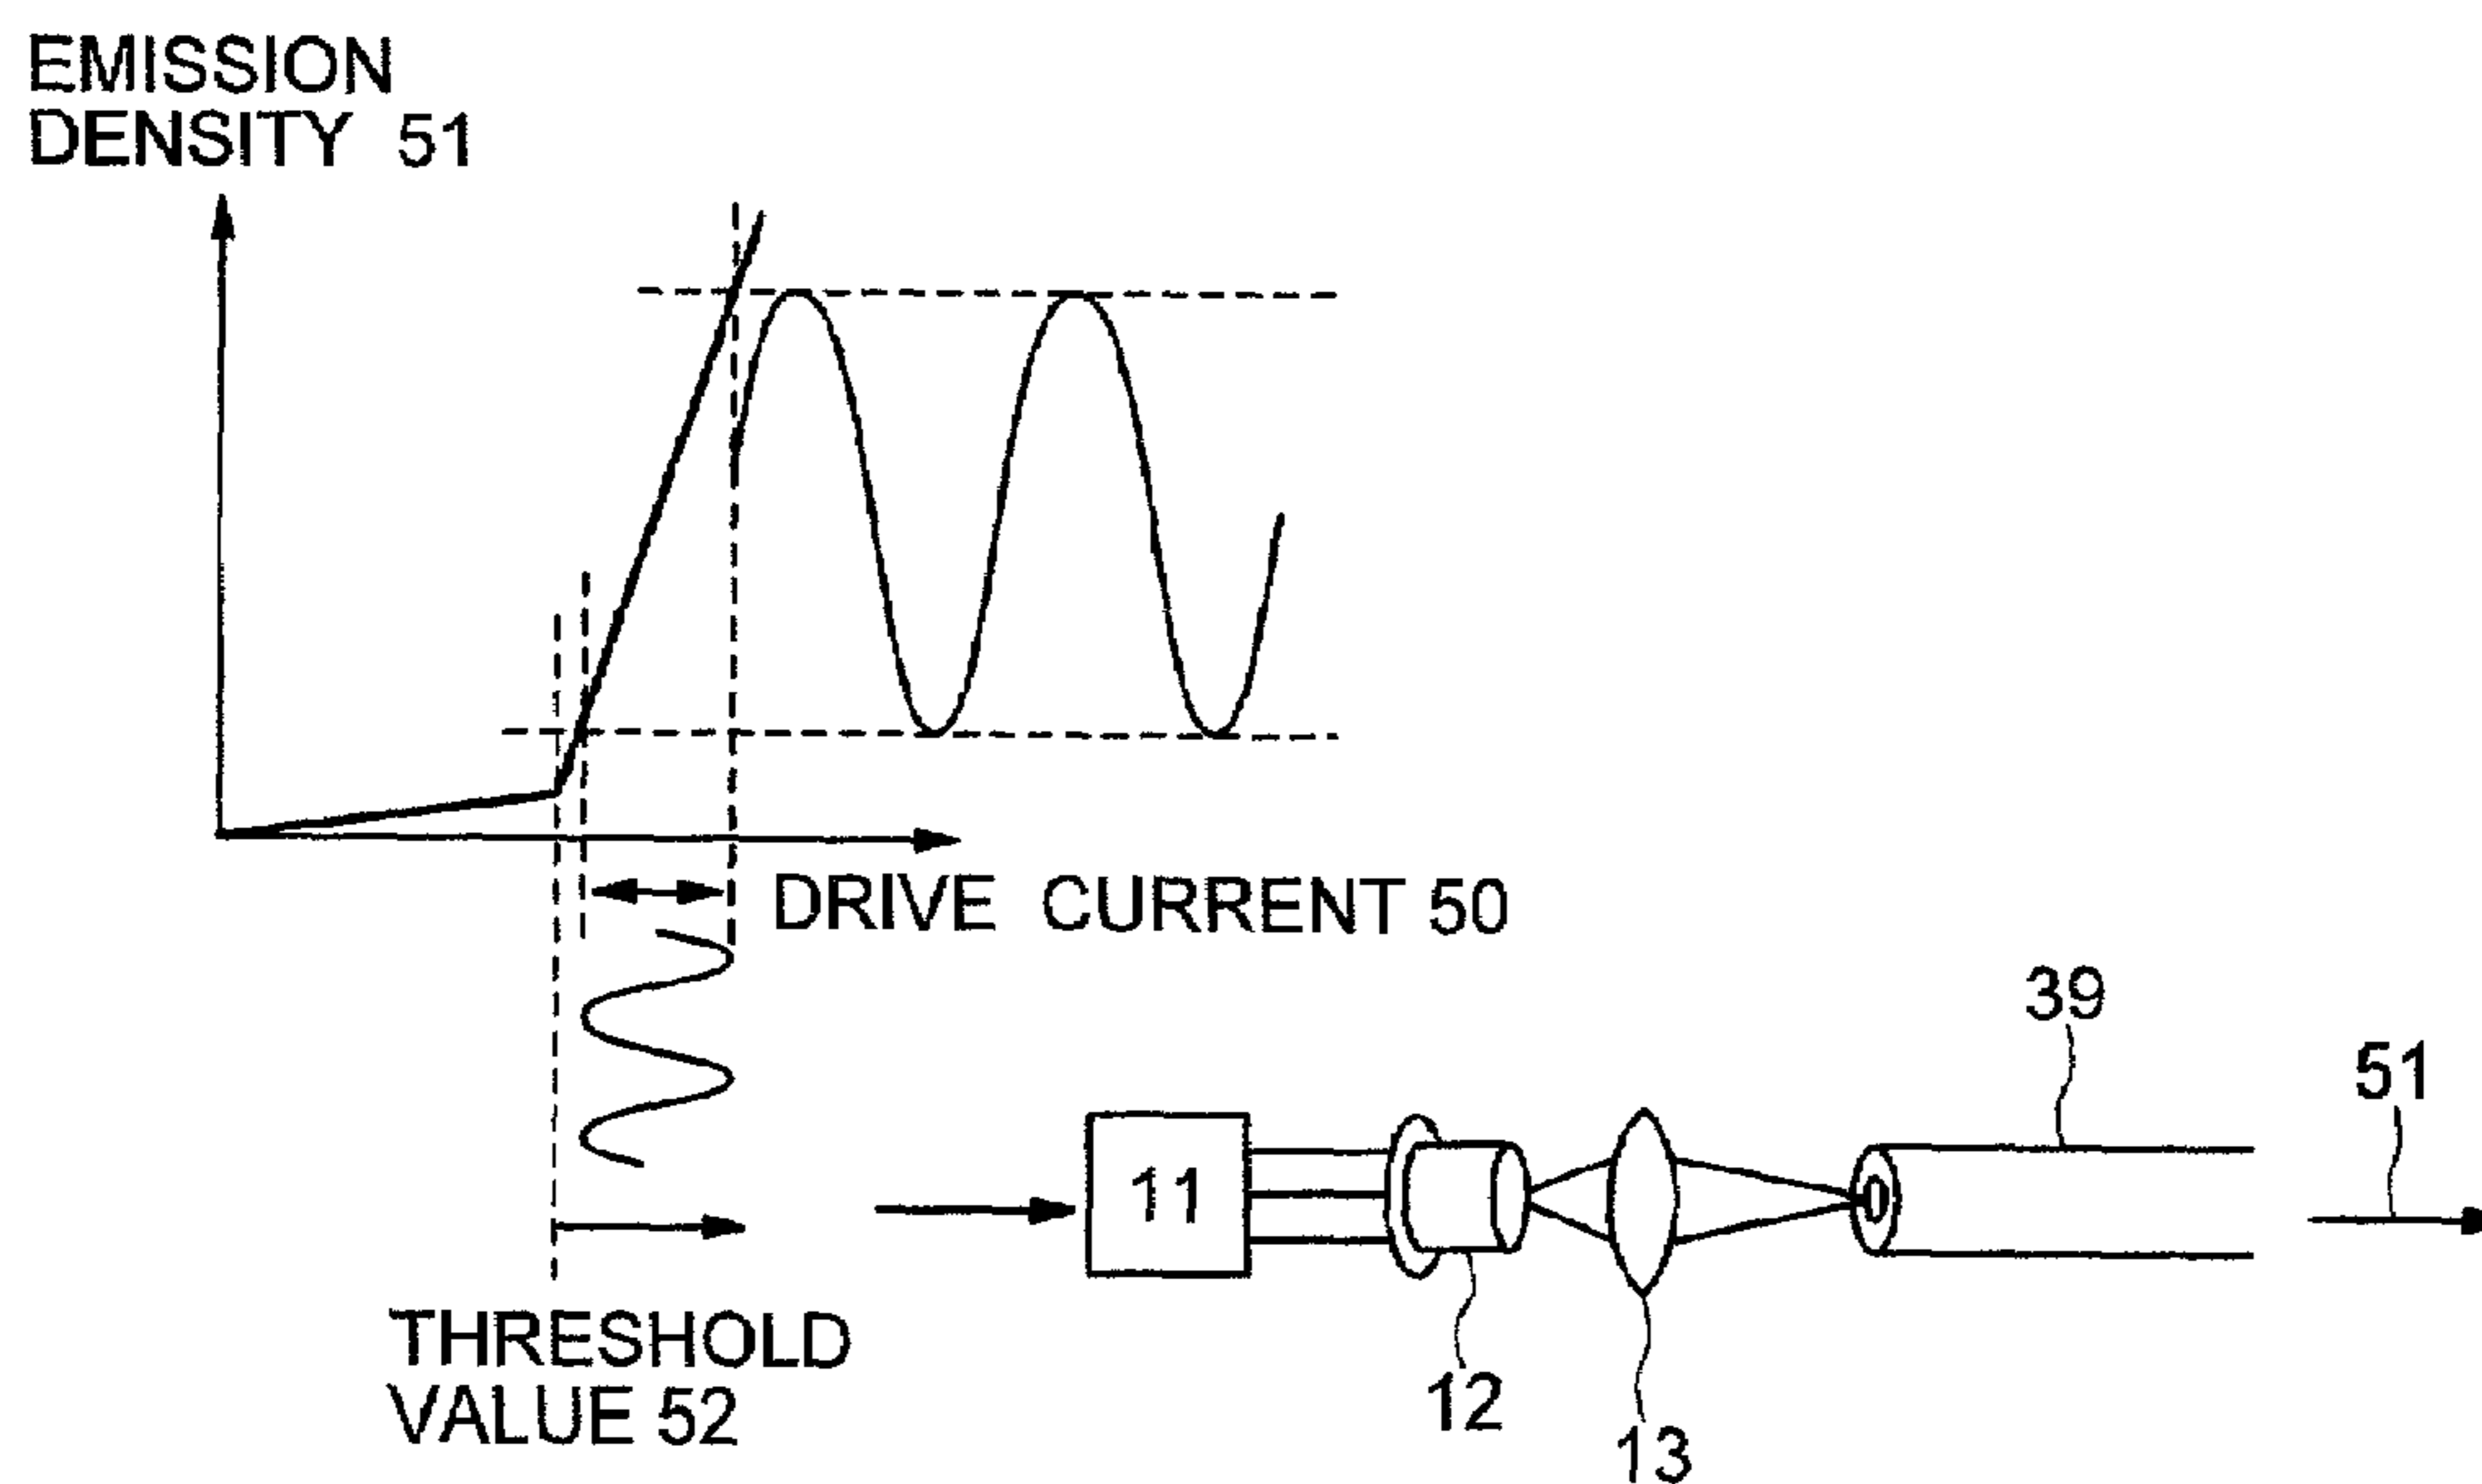 EMISSION
DENSITY 51
DRIVE CURRENT 50
39
51
11
THRESHOLD
VALUE 52
12
13